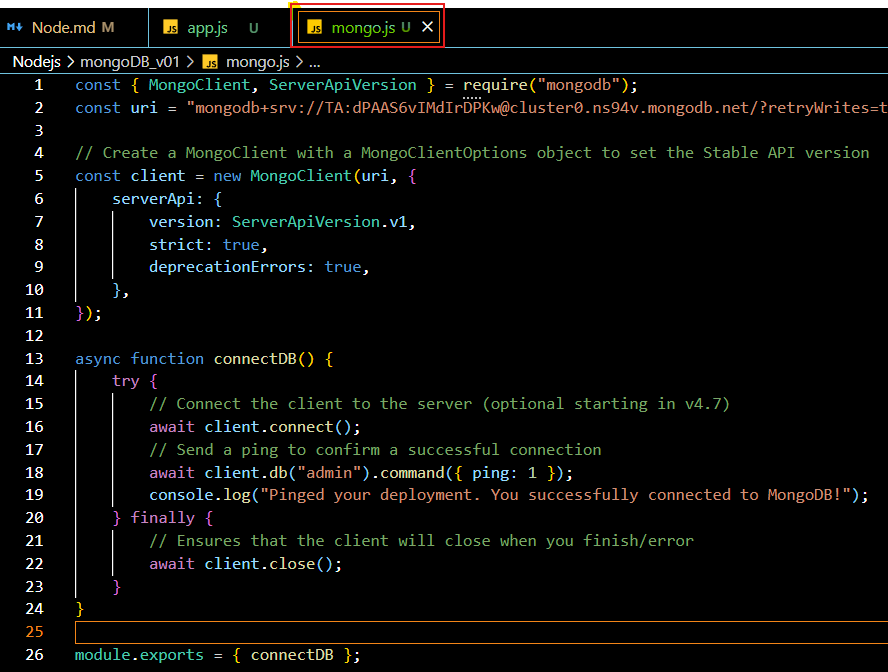 Node.md M app.js U mongo.js U
Nodejs > mongoDB_v01 > mongo.js > ...
1 const { MongoClient, ServerApiVersion } = require("mongodb");
2 const uri = "mongodb+srv://TA:dPAAS6vIMdIrDPKw@cluster0.ns94v.mongodb.net/?retryWrites=t
3
4 // Create a MongoClient with a MongoClientOptions object to set the Stable API version
5 const client = new MongoClient(uri, {
6 serverApi: {
7 version: ServerApiVersion.v1,
8 strict: true,
9 deprecationErrors: true,
10 },
11 });
12
13 async function connectDB() {
14 try {
15 // Connect the client to the server (optional starting in v4.7)
16 await client.connect();
17 // Send a ping to confirm a successful connection
18 await client.db("admin").command({ ping: 1 });
19 console.log("Pinged your deployment. You successfully connected to MongoDB!");
20 } finally {
21 // Ensures that the client will close when you finish/error
22 await client.close();
23 }
24 }
25
26 module.exports = { connectDB };